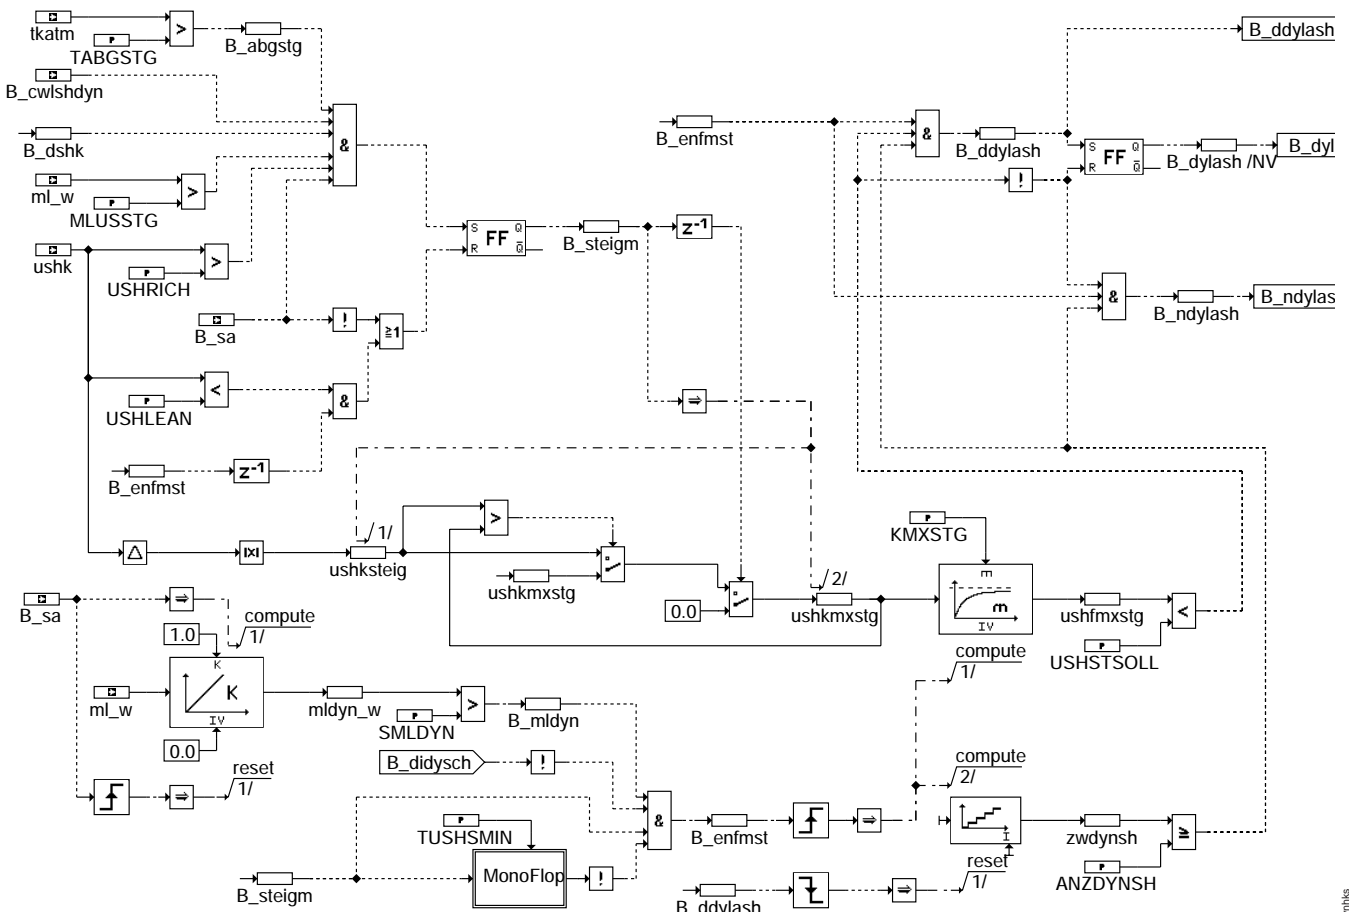 tkatm
P
TABGSTG
>
B_abgstg
B_ddylash
B_cwlshdyn
B_dshk
&
B_enfmst
&
B_ddylash
S Q
FF
R Q
B_dylash /NV
B_dyl
ml_w
P
MLUSSTG
>
!
ushk
P
USHRICH
>
S Q
FF
R Q
B_steigm
z-1
&
B_ndylash
B_ndylas
B_sa
!
≥1
P
USHLEAN
<
&
⇒
B_enfmst
z-1
Δ
|X|
1/
ushksteig
>
ushkmxstg
0.0
2/
ushkmxstg
P
KMXSTG
m
m
IV
ushfmxstg
P
USHSTSOLL
<
B_sa
⇒
compute
1/
1.0
K
K
IV
0.0
ml_w
mldyn_w
P
SMLDYN
>
B_mldyn
compute
1/
⇒
reset
1/
B_didysch
!
P
TUSHSMIN
MonoFlop
!
B_steigm
&
B_enfmst
⇒
compute
2/
I
zwdynsh
P
ANZDYNSH
≥
B_ddylash
⇒
reset
1/